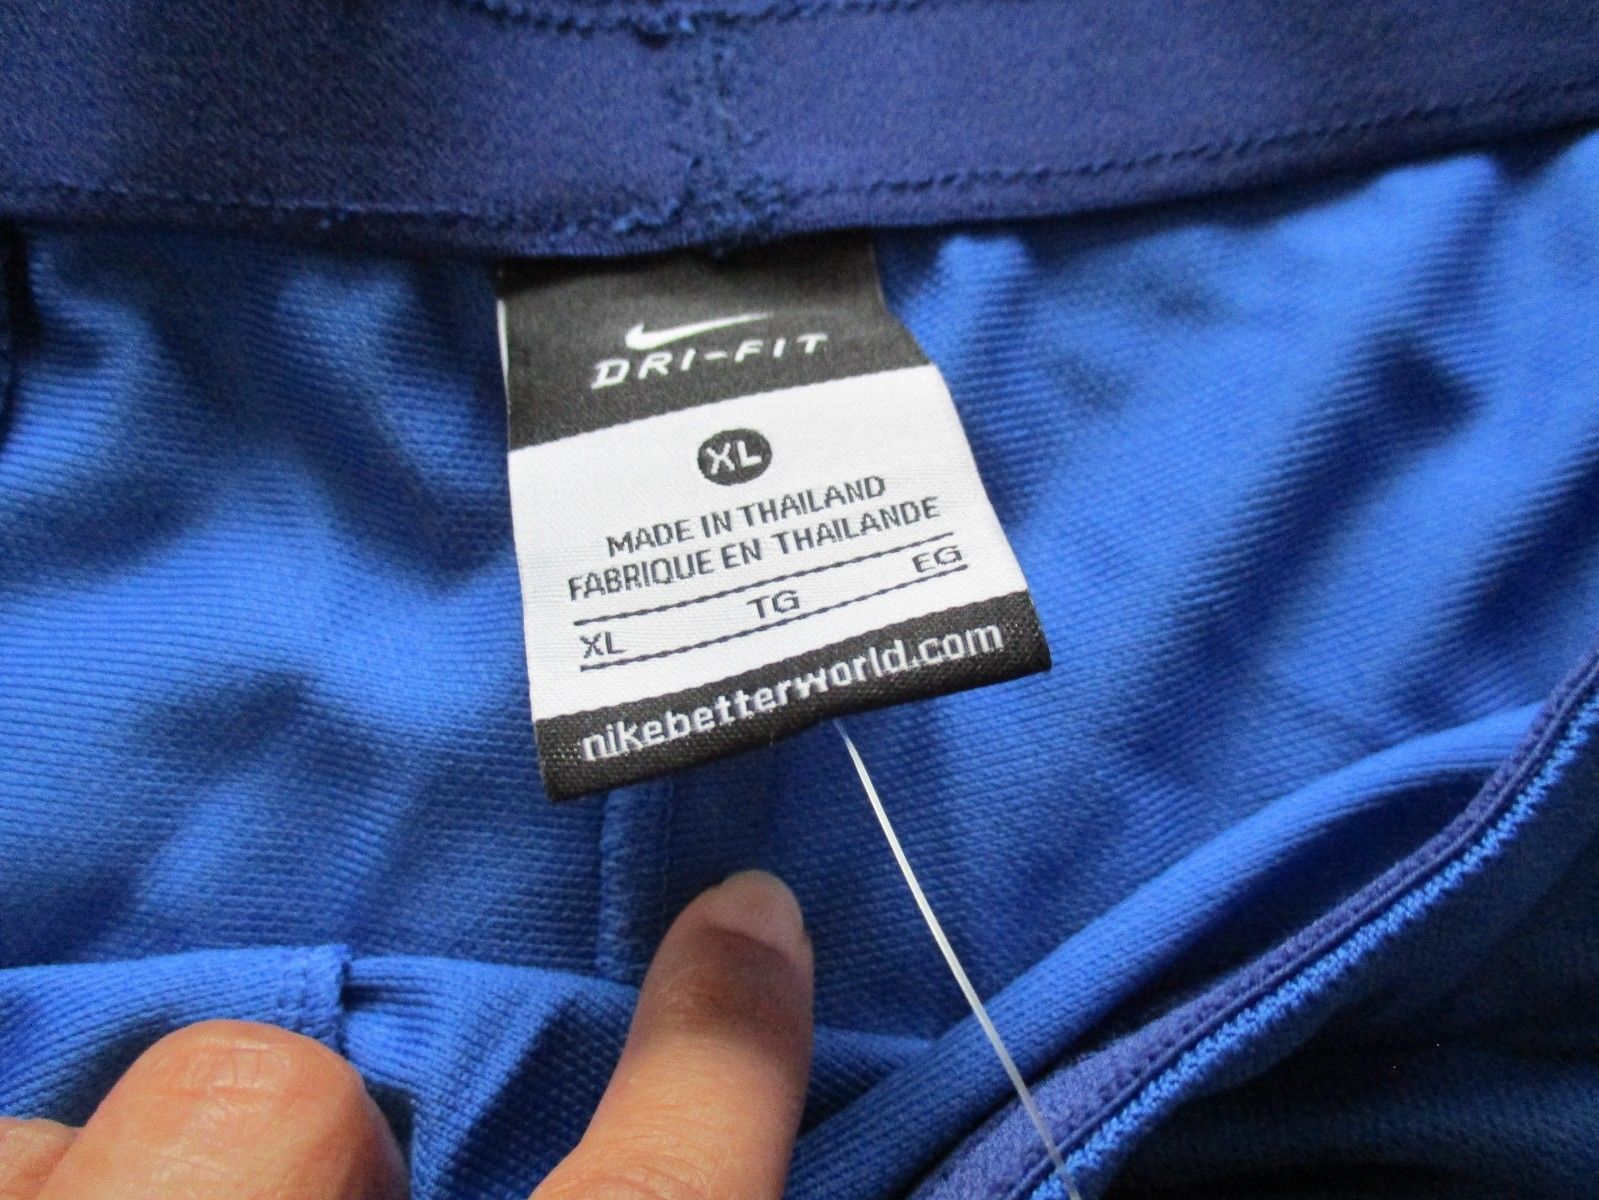 DRI-FIT
XL
MADE IN THAILAND
FABRIQUE EN THAILANDE
XL TG EG
nikebetterworld.com